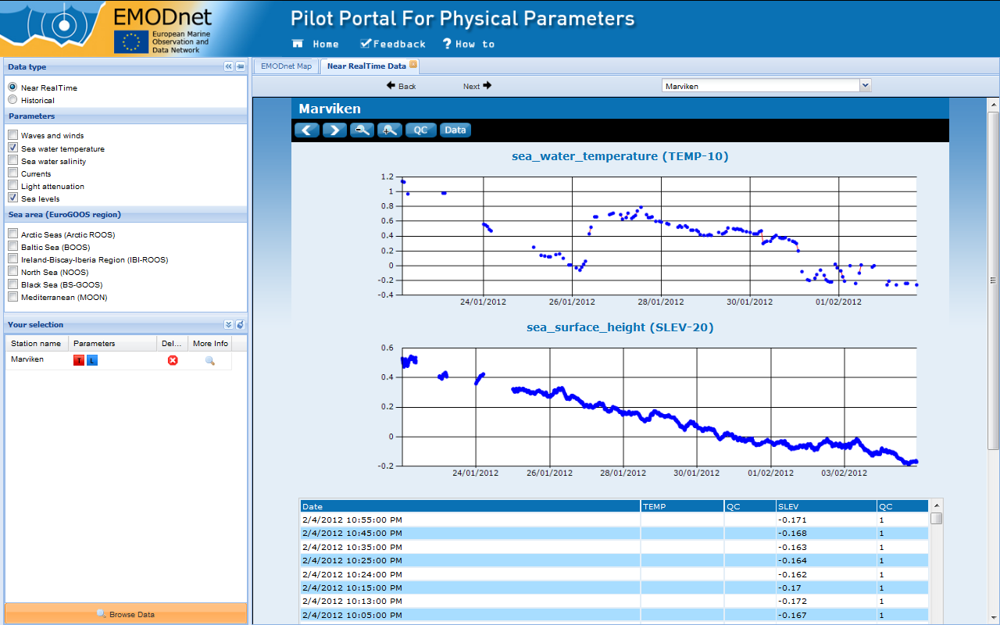 EMODnet
European Marine
Observation and
Data Network
Pilot Portal For Physical Parameters
Home Feedback ? How to
Data type
Near RealTime
Historical
Parameters
Waves and winds
Sea water temperature
Sea water salinity
Currents
Light attenuation
Sea levels
Sea area (EuroGOOS region)
Arctic Seas (Arctic ROOS)
Baltic Sea (BOOS)
Ireland-Biscay-Iberia Region (IBI-ROOS)
North Sea (NOOS)
Black Sea (BS-GOOS)
Mediterranean (MOON)
Your selection
Station name Parameters Del... More Info
Marviken T L
Browse Data
EMODnet Map Near RealTime Data
Back Next Marviken
Marviken
QC Data
sea_water_temperature (TEMP-10)
1.2
1
0.8
0.6
0.4
0.2
0
-0.2
-0.4
24/01/2012 26/01/2012 28/01/2012 30/01/2012 01/02/2012
sea_surface_height (SLEV-20)
0.6
0.4
0.2
0
-0.2
24/01/2012 26/01/2012 28/01/2012 30/01/2012 01/02/2012 03/02/2012
Date TEMP QC SLEV QC
2/4/2012 10:55:00 PM -0.171 1
2/4/2012 10:45:00 PM -0.168 1
2/4/2012 10:35:00 PM -0.163 1
2/4/2012 10:25:00 PM -0.164 1
2/4/2012 10:24:00 PM -0.162 1
2/4/2012 10:15:00 PM -0.17 1
2/4/2012 10:13:00 PM -0.172 1
2/4/2012 10:05:00 PM -0.167 1